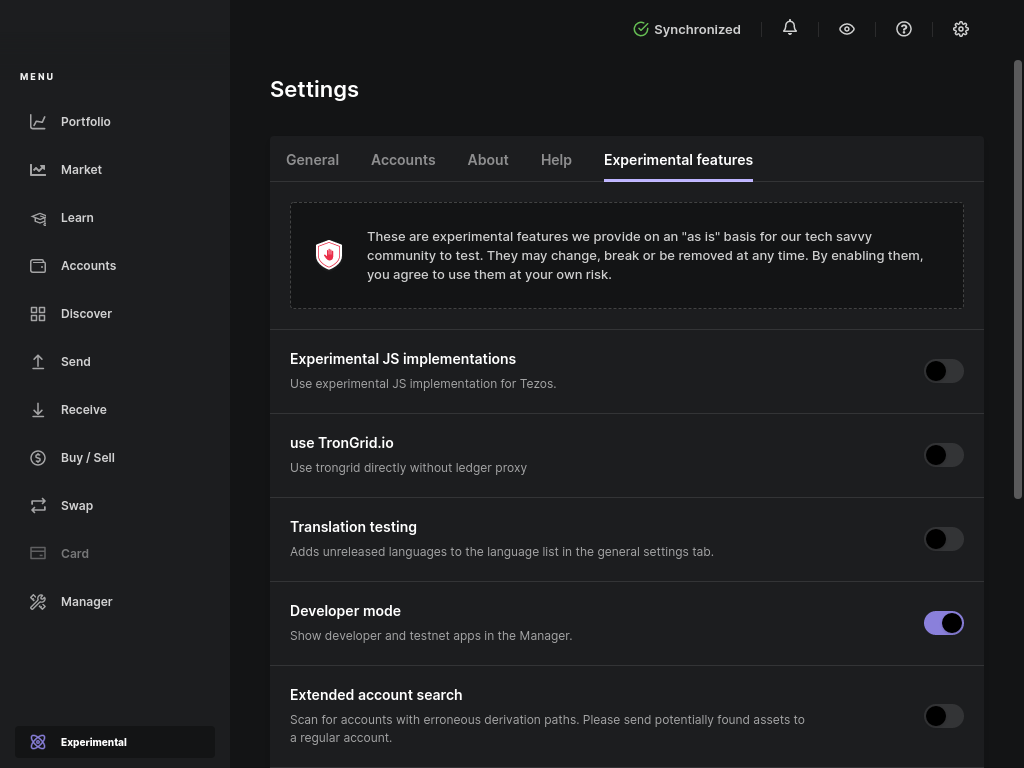 Synchronized
MENU
Portfolio
Market
Learn
Accounts
Discover
Send
Receive
Buy / Sell
Swap
Card
Manager
Experimental
Settings
General Accounts About Help Experimental features
These are experimental features we provide on an "as is" basis for our tech savvy
community to test. They may change, break or be removed at any time. By enabling them,
you agree to use them at your own risk.
Experimental JS implementations
Use experimental JS implementation for Tezos.
use TronGrid.io
Use trongrid directly without ledger proxy
Translation testing
Adds unreleased languages to the language list in the general settings tab.
Developer mode
Show developer and testnet apps in the Manager.
Extended account search
Scan for accounts with erroneous derivation paths. Please send potentially found assets to
a regular account.